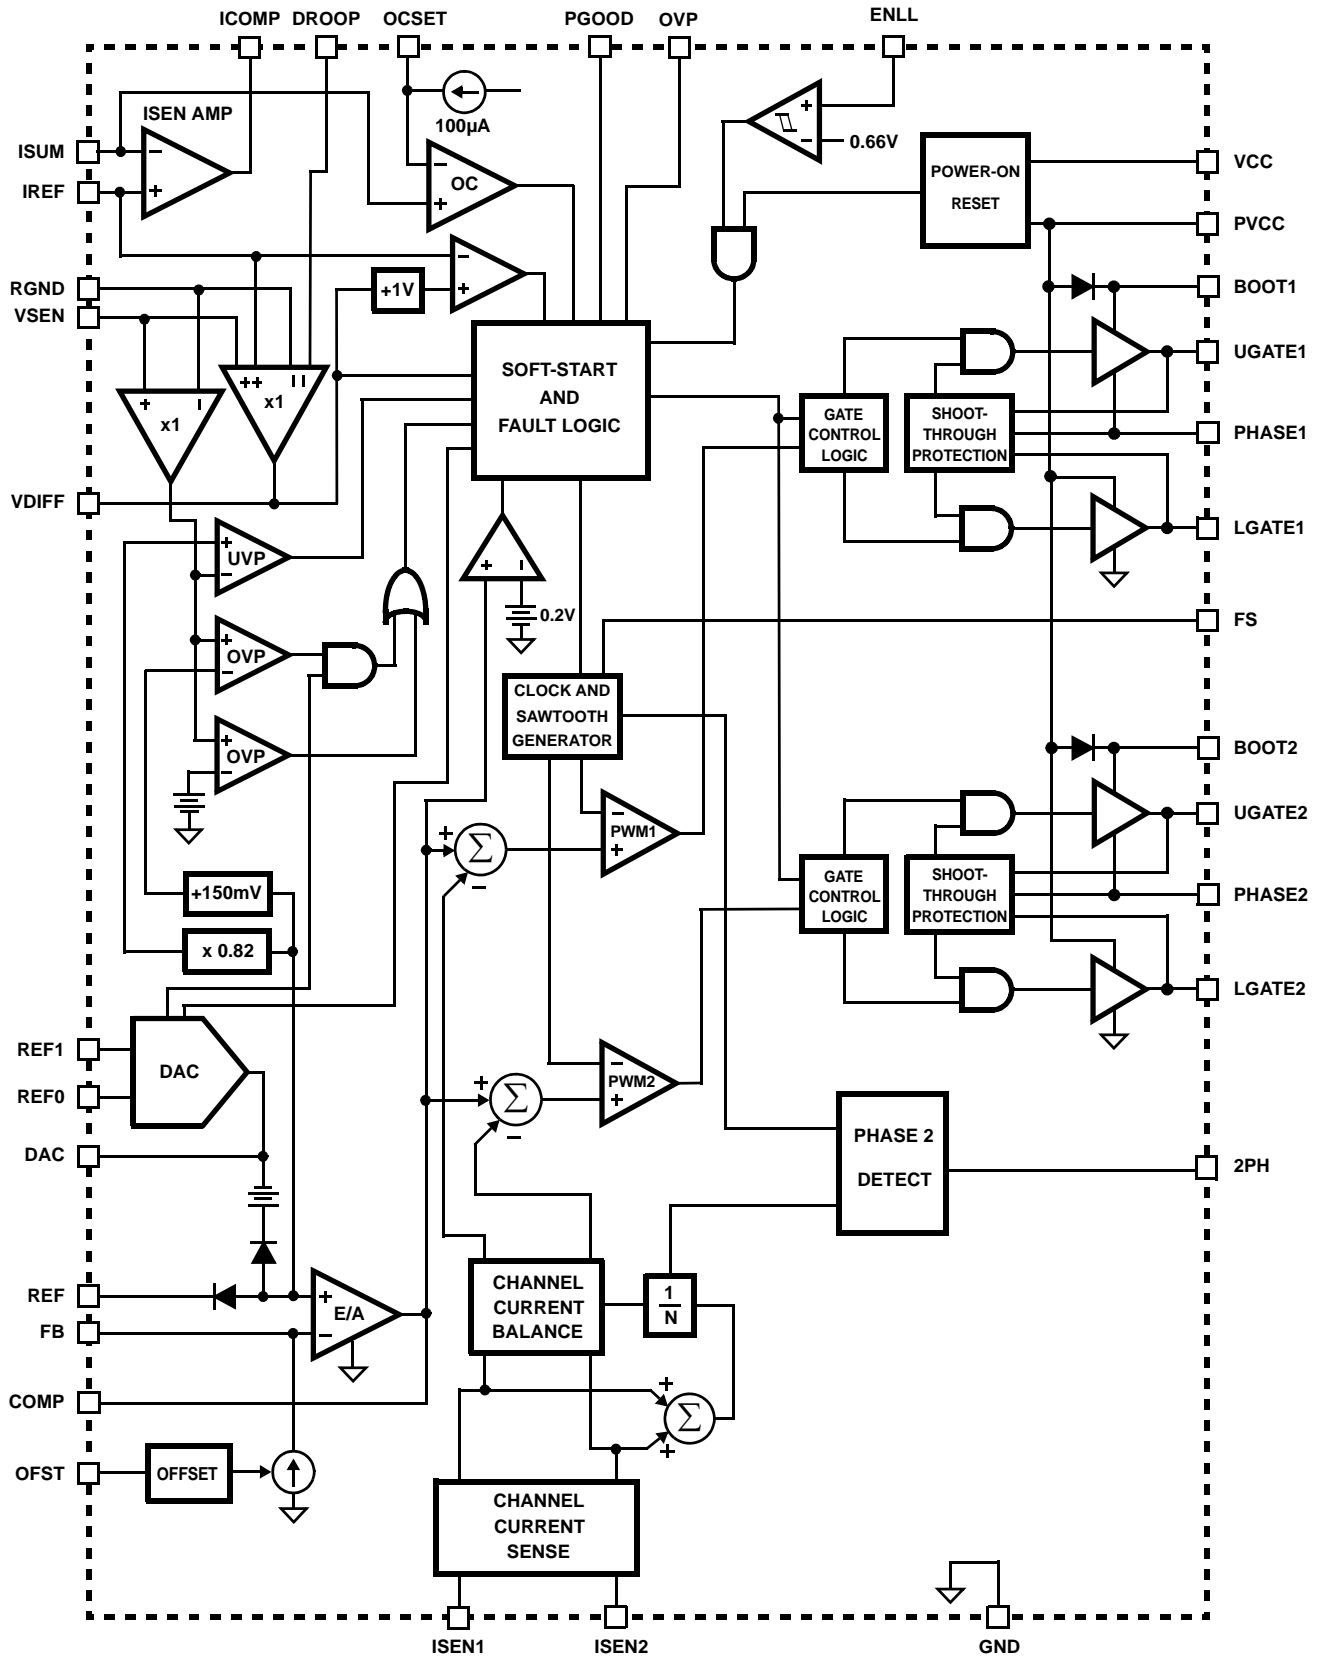 ICOMP DROOP OCSET PGOOD OVP ENLL
ISEN AMP
100µA
ISUM
IREF
−
+
−
OC
+
+
−
0.66V
POWER-ON
RESET
VCC
PVCC
RGND
VSEN
+1V
−
+
BOOT1
UGATE1
PHASE1
LGATE1
SOFT-START
AND
FAULT LOGIC
GATE
CONTROL
LOGIC
SHOOT-
THROUGH
PROTECTION
+ −
x1
++ − −
x1
VDIFF
+
UVP
−
+ −
0.2V
+
OVP
−
+
OVP
−
FS
CLOCK AND
SAWTOOTH
GENERATOR
BOOT2
UGATE2
PHASE2
LGATE2
−
PWM1
+
+
Σ
−
GATE
CONTROL
LOGIC
SHOOT-
THROUGH
PROTECTION
+150mV
x 0.82
REF1
REF0
DAC
−
PWM2
+
+
Σ
−
DAC
PHASE 2
DETECT
2PH
REF
FB
+
E/A
−
CHANNEL
CURRENT
BALANCE
1
N
COMP
+
Σ
+
OFST
OFFSET
CHANNEL
CURRENT
SENSE
ISEN1 ISEN2 GND